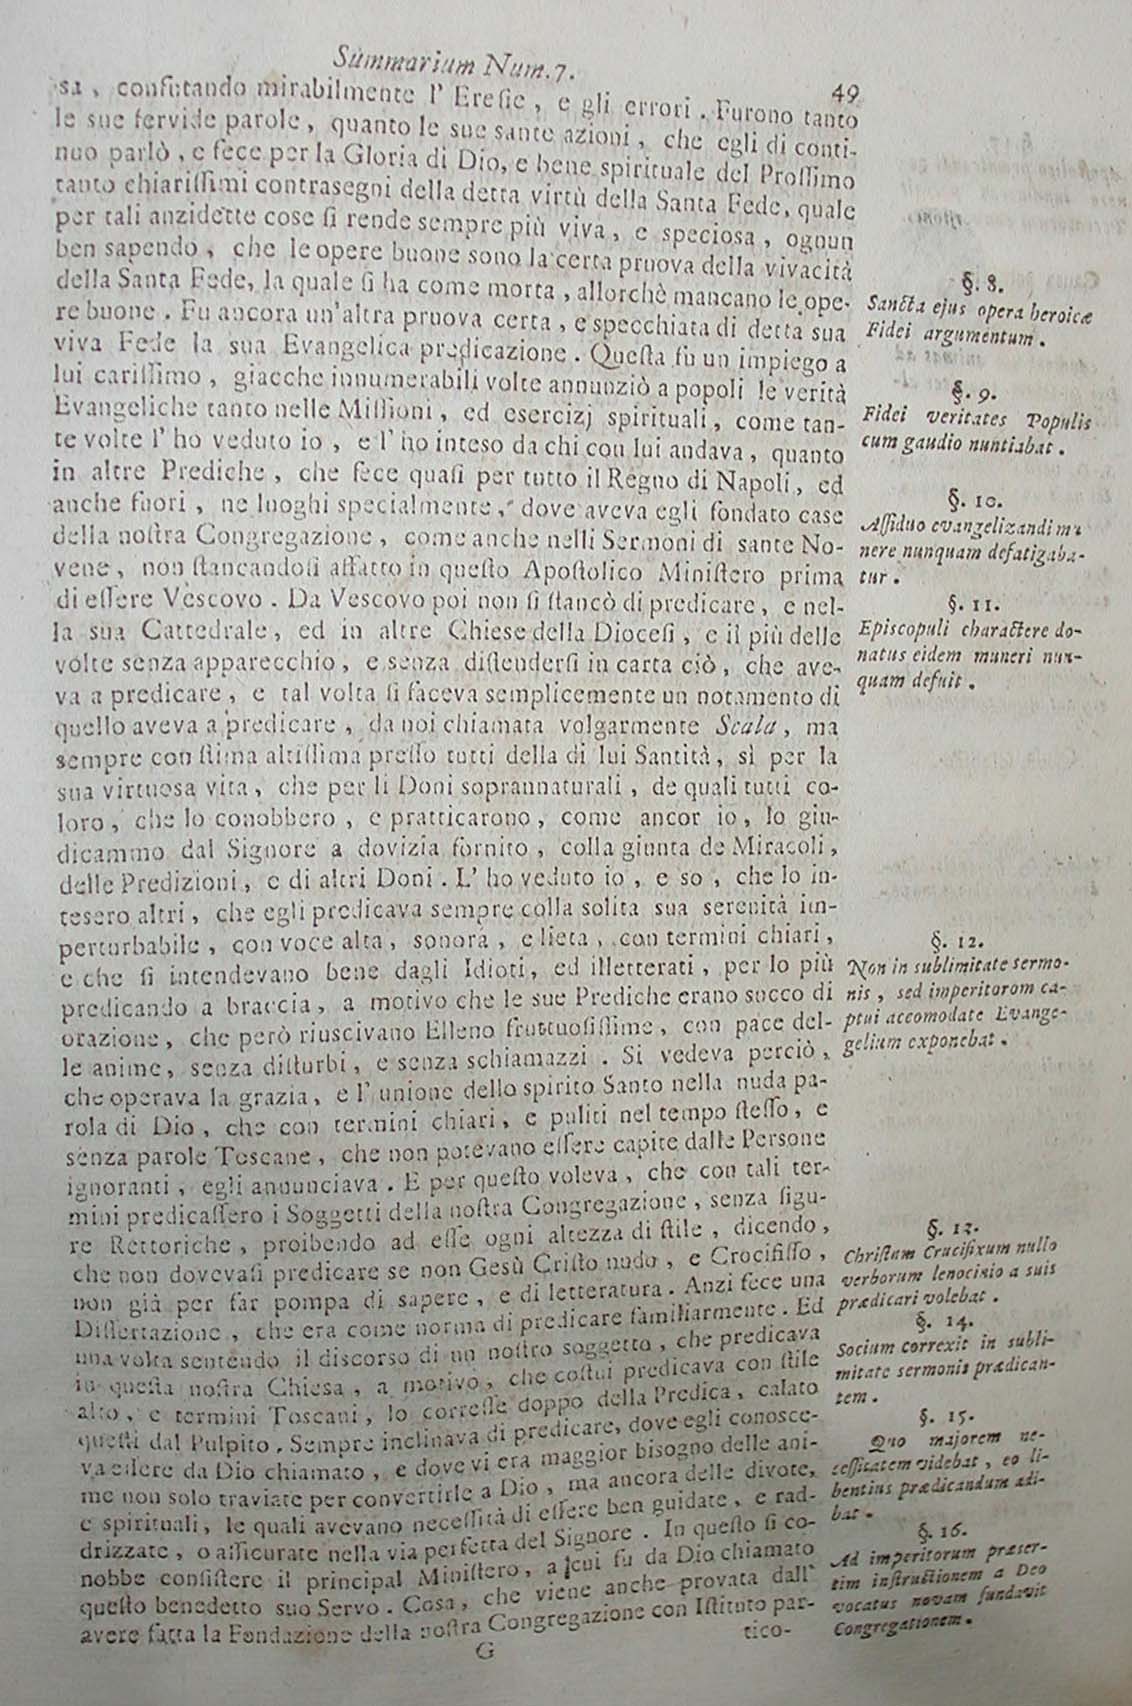 Summarium Num. 7.
49
sa, confutando mirabilmente l' Eresie, e gli errori. Furono tanto
le sue fervide parole, quanto le sue sante azioni, che egli di conti-
nuo parlò, e fece per la Gloria di Dio, e bene spirituale del Prossimo
tanto chiarissimi contrasegni della detta virtù della Santa Fede, quale
per tali anzidette cose si rende sempre più viva, e speciosa, ognun
ben sapendo, che le opere buone sono la certa pruova della vivacità
della Santa Fede, la quale si ha come morta, allorchè mancano le ope-
re buone. Fu ancora un'altra pruova certa, e specchiata di detta sua
viva Fede la sua Evangelica predicazione. Questa fù un impiego a
lui carissimo, giacche innumerabili volte annunziò a popoli le verità
Evangeliche tanto nelle Missioni, ed esercizj spirituali, come tan-
te volte l' ho veduto io, e l' ho inteso da chi con lui andava, quanto
in altre Prediche, che fece quasi per tutto il Regno di Napoli, ed
anche fuori, ne luoghi specialmente, dove aveva egli fondato case
della nostra Congregazione, come anche nelli Sermoni di sante No-
vene, non stancandosi affatto in questo Apostolico Ministero prima
di essere Vescovo. Da Vescovo poi non si stancò di predicare, e nel-
la sua Cattedrale, ed in altre Chiese della Diocesi, e il più delle
volte senza apparecchio, e senza distendersi in carta ciò, che ave-
va a predicare, e tal volta si faceva semplicemente un notamento di
quello aveva a predicare, da noi chiamata volgarmente Scala, ma
sempre con stima altissima presso tutti della di lui Santità, sì per la
sua virtuosa vita, che per li Doni soprannaturali, de quali tutti co-
loro, che lo conobbero, e pratticarono, come ancor io, lo giu-
dicammo dal Signore a dovizia fornito, colla giunta de Miracoli,
delle Predizioni, e di altri Doni. L' ho veduto io, e so, che lo in-
tesero altri, che egli predicava sempre colla solita sua serenità im-
perturbabile, con voce alta, sonora, e lieta, con termini chiari,
e che si intendevano bene dagli Idioti, ed illetterati, per lo più
predicando a braccia, a motivo che le sue Prediche erano succo di
orazione, che però riuscivano Elleno fruttuosissime, con pace del-
le anime, senza disturbi, e senza schiamazzi. Si vedeva perciò,
che operava la grazia, e l' unione dello spirito Santo nella nuda pa-
rola di Dio, che con termini chiari, e puliti nel tempo stesso, e
senza parole Toscane, che non potevano essere capite dalle Persone
ignoranti, egli annunciava. E per questo voleva, che con tali ter-
mini predicassero i Soggetti della nostra Congregazione, senza figu-
re Rettoriche, proibendo ad esse ogni altezza di stile, dicendo,
che non dovevasi predicare se non Gesù Cristo nudo, e Crocifisso,
non già per far pompa di sapere, e di letteratura. Anzi fece una
Dissertazione, che era come norma di predicare familiarmente. Ed
una volta sentendo il discorso di un nostro soggetto, che predicava
in questa nostra Chiesa, a motivo, che costui predicava con stile
alto, e termini Toscani, lo corresse doppo della Predica, calato
questi dal Pulpito. Sempre inclinava di predicare, dove egli conosce-
va essere da Dio chiamato, e dove vi era maggior bisogno delle ani-
me non solo traviate per convertirle a Dio, ma ancora delle divote,
e spirituali, le quali avevano necessità di essere ben guidate, e rad-
drizzate, o assicurate nella via perfetta del Signore. In questo si co-
nobbe consistere il principal Ministero, a cui fu da Dio chiamato
questo benedetto suo Servo. Cosa, che viene anche provata dall'
avere fatta la Fondazione della nostra Congregazione con Istituto par-
tico-
G
§. 8.
Sancta ejus opera heroicæ
Fidei argumentum.
§. 9.
Fidei veritates Populis
cum gaudio nuntiabat.
§. 10.
Assiduo evangelizandi mu
nere nunquam defatigaba-
tur.
§. 11.
Episcopali charactere do-
natus eidem muneri nun-
quam defuit.
§. 12.
Non in sublimitate sermo-
nis, sed imperitorom ca-
ptui accomodate Evange-
gelium exponebat.
§. 13.
Christum Crucifixum nullo
verborum lenocinio a suis
prædicari volebat.
§. 14.
Socium correxit in subli-
mitate sermonis prædican-
tem.
§. 15.
Quo majorem ne-
cessitatem videbat, eo li-
bentius prædicandum adi-
bat.
§. 16.
Ad imperitorum præser-
tim instructionem a Deo
vocatus novam fundavit
Congregationem.